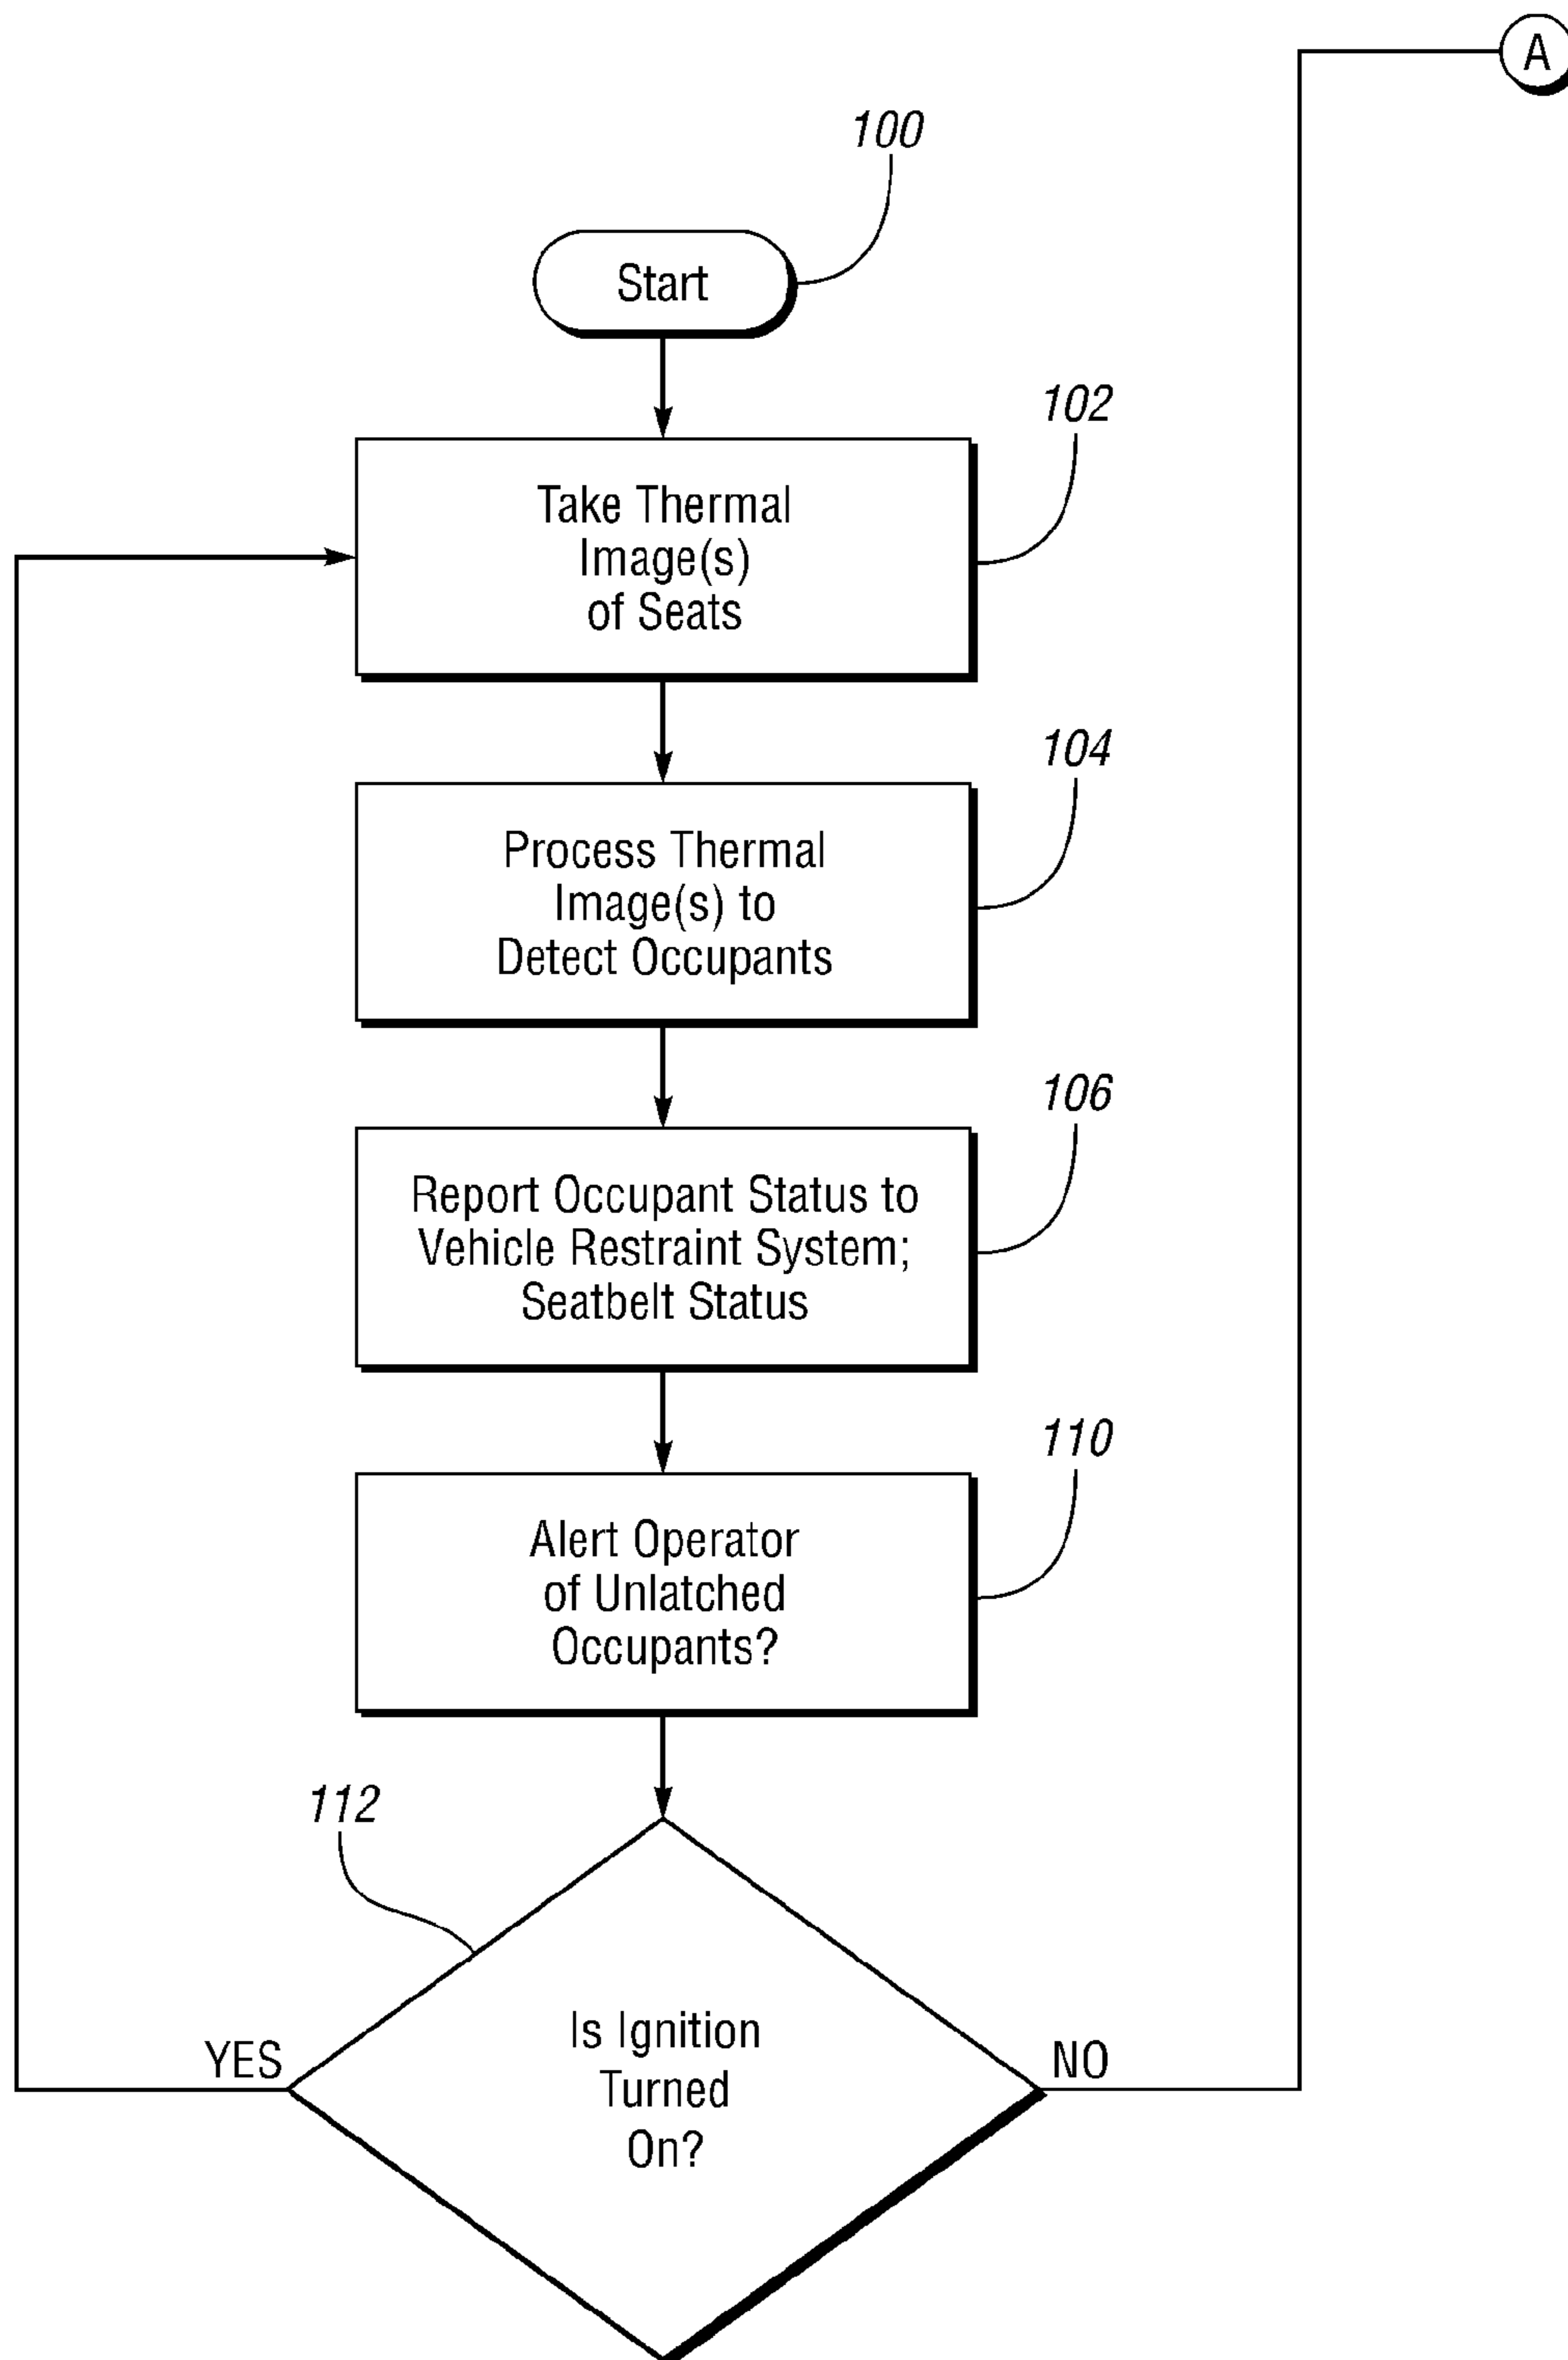 A
100
Start
102
Take Thermal
Image(s)
of Seats
104
Process Thermal
Image(s) to
Detect Occupants
106
Report Occupant Status to
Vehicle Restraint System;
Seatbelt Status
110
Alert Operator
of Unlatched
Occupants?
112
YES
Is Ignition
Turned
On?
NO